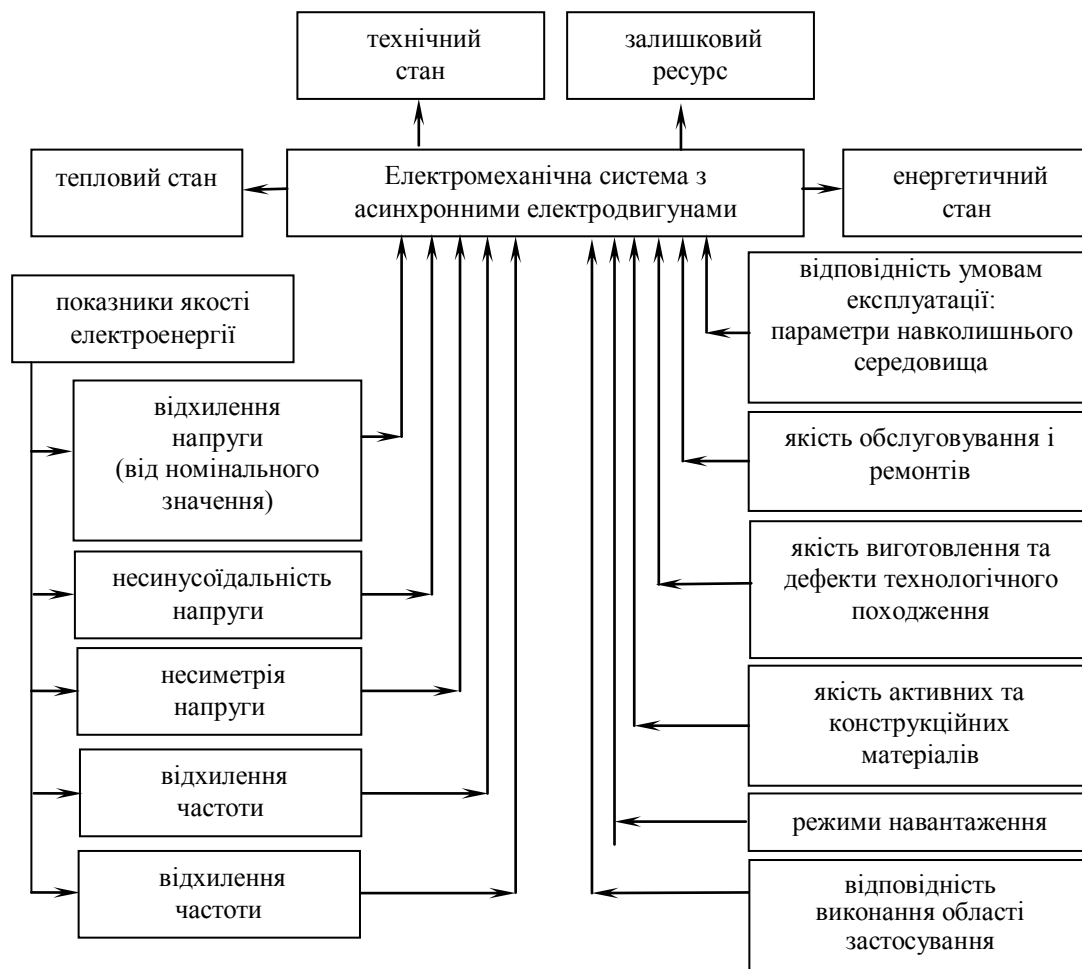 технічний
стан
залишковий
ресурс
тепловий стан
Електромеханічна система з
асинхронними електродвигунами
енергетичний
стан
показники якості
електроенергії
відхилення
напруги
(від номінального
значення)
несинусоїдальність
напруги
несиметрія
напруги
відхилення
частоти
відхилення
частоти
відповідність умовам
експлуатації:
параметри навколишнього
середовища
якість обслуговування і
ремонтів
якість виготовлення та
дефекти технологічного
походження
якість активних та
конструкційних
матеріалів
режими навантаження
відповідність
виконання області
застосування